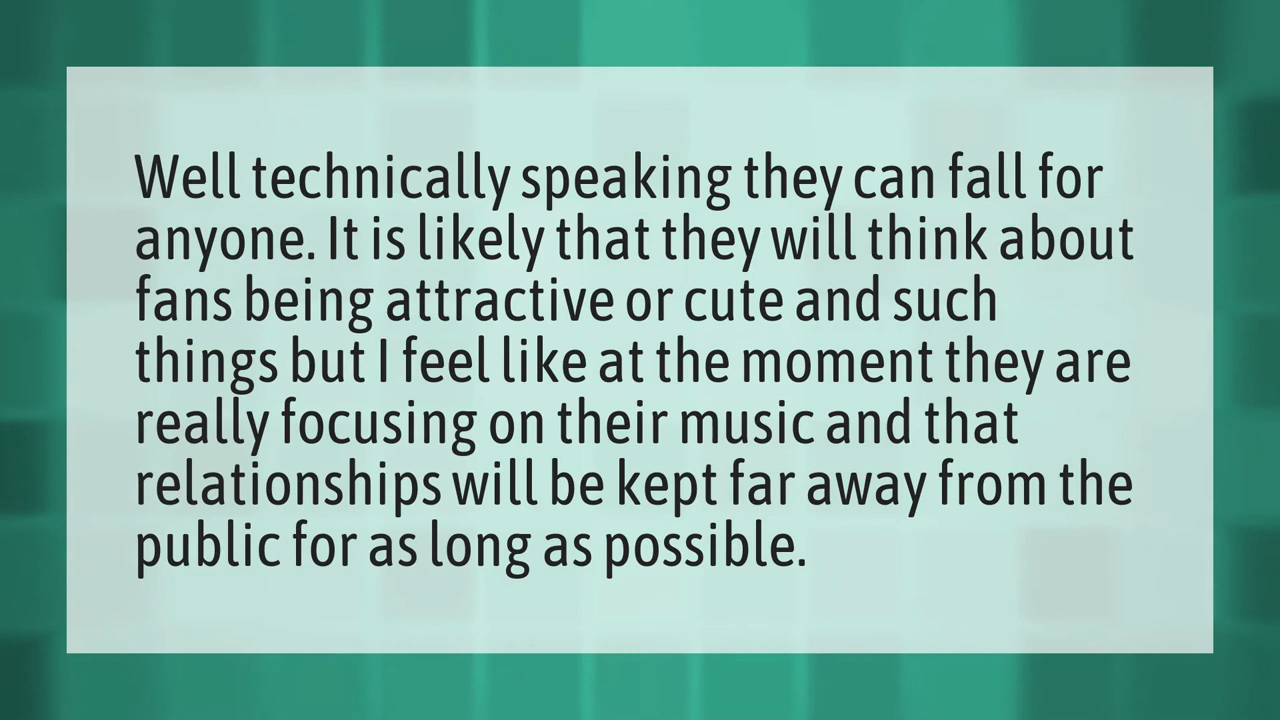 Well technically speaking they can fall for
anyone. It is likely that they will think about
fans being attractive or cute and such
things but I feel like at the moment they are
really focusing on their music and that
relationships will be kept far away from the
public for as long as possible.